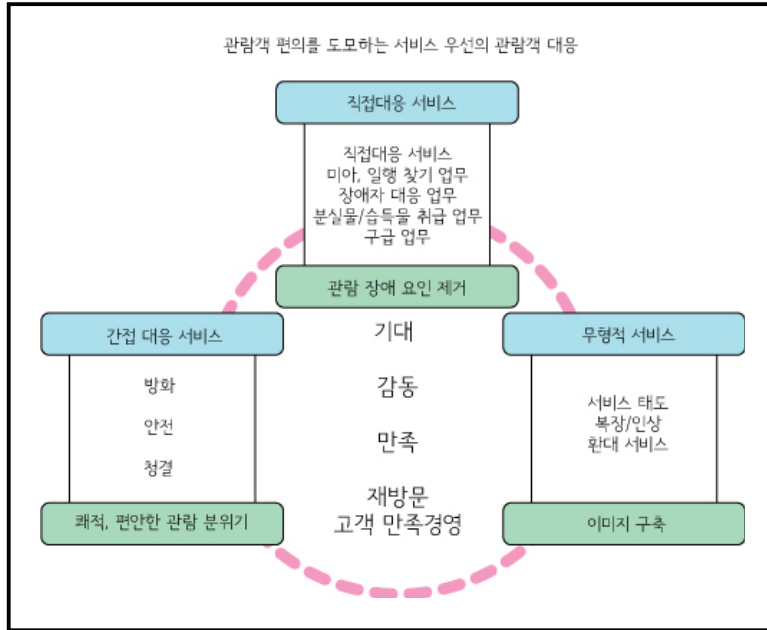 관람객 편의를 도모하는 서비스 우선의 관람객 대응
직접대응 서비스
직접대응 서비스
미아, 일행 찾기 업무
장애자 대응 업무
분실물/습득물 취급 업무
구급 업무
관람 장애 요인 제거
간접 대응 서비스
방화
안전
청결
쾌적, 편안한 관람 분위기
기대
감동
만족
재방문
고객 만족경영
무형적 서비스
서비스 태도
복장/인상
환대 서비스
이미지 구축